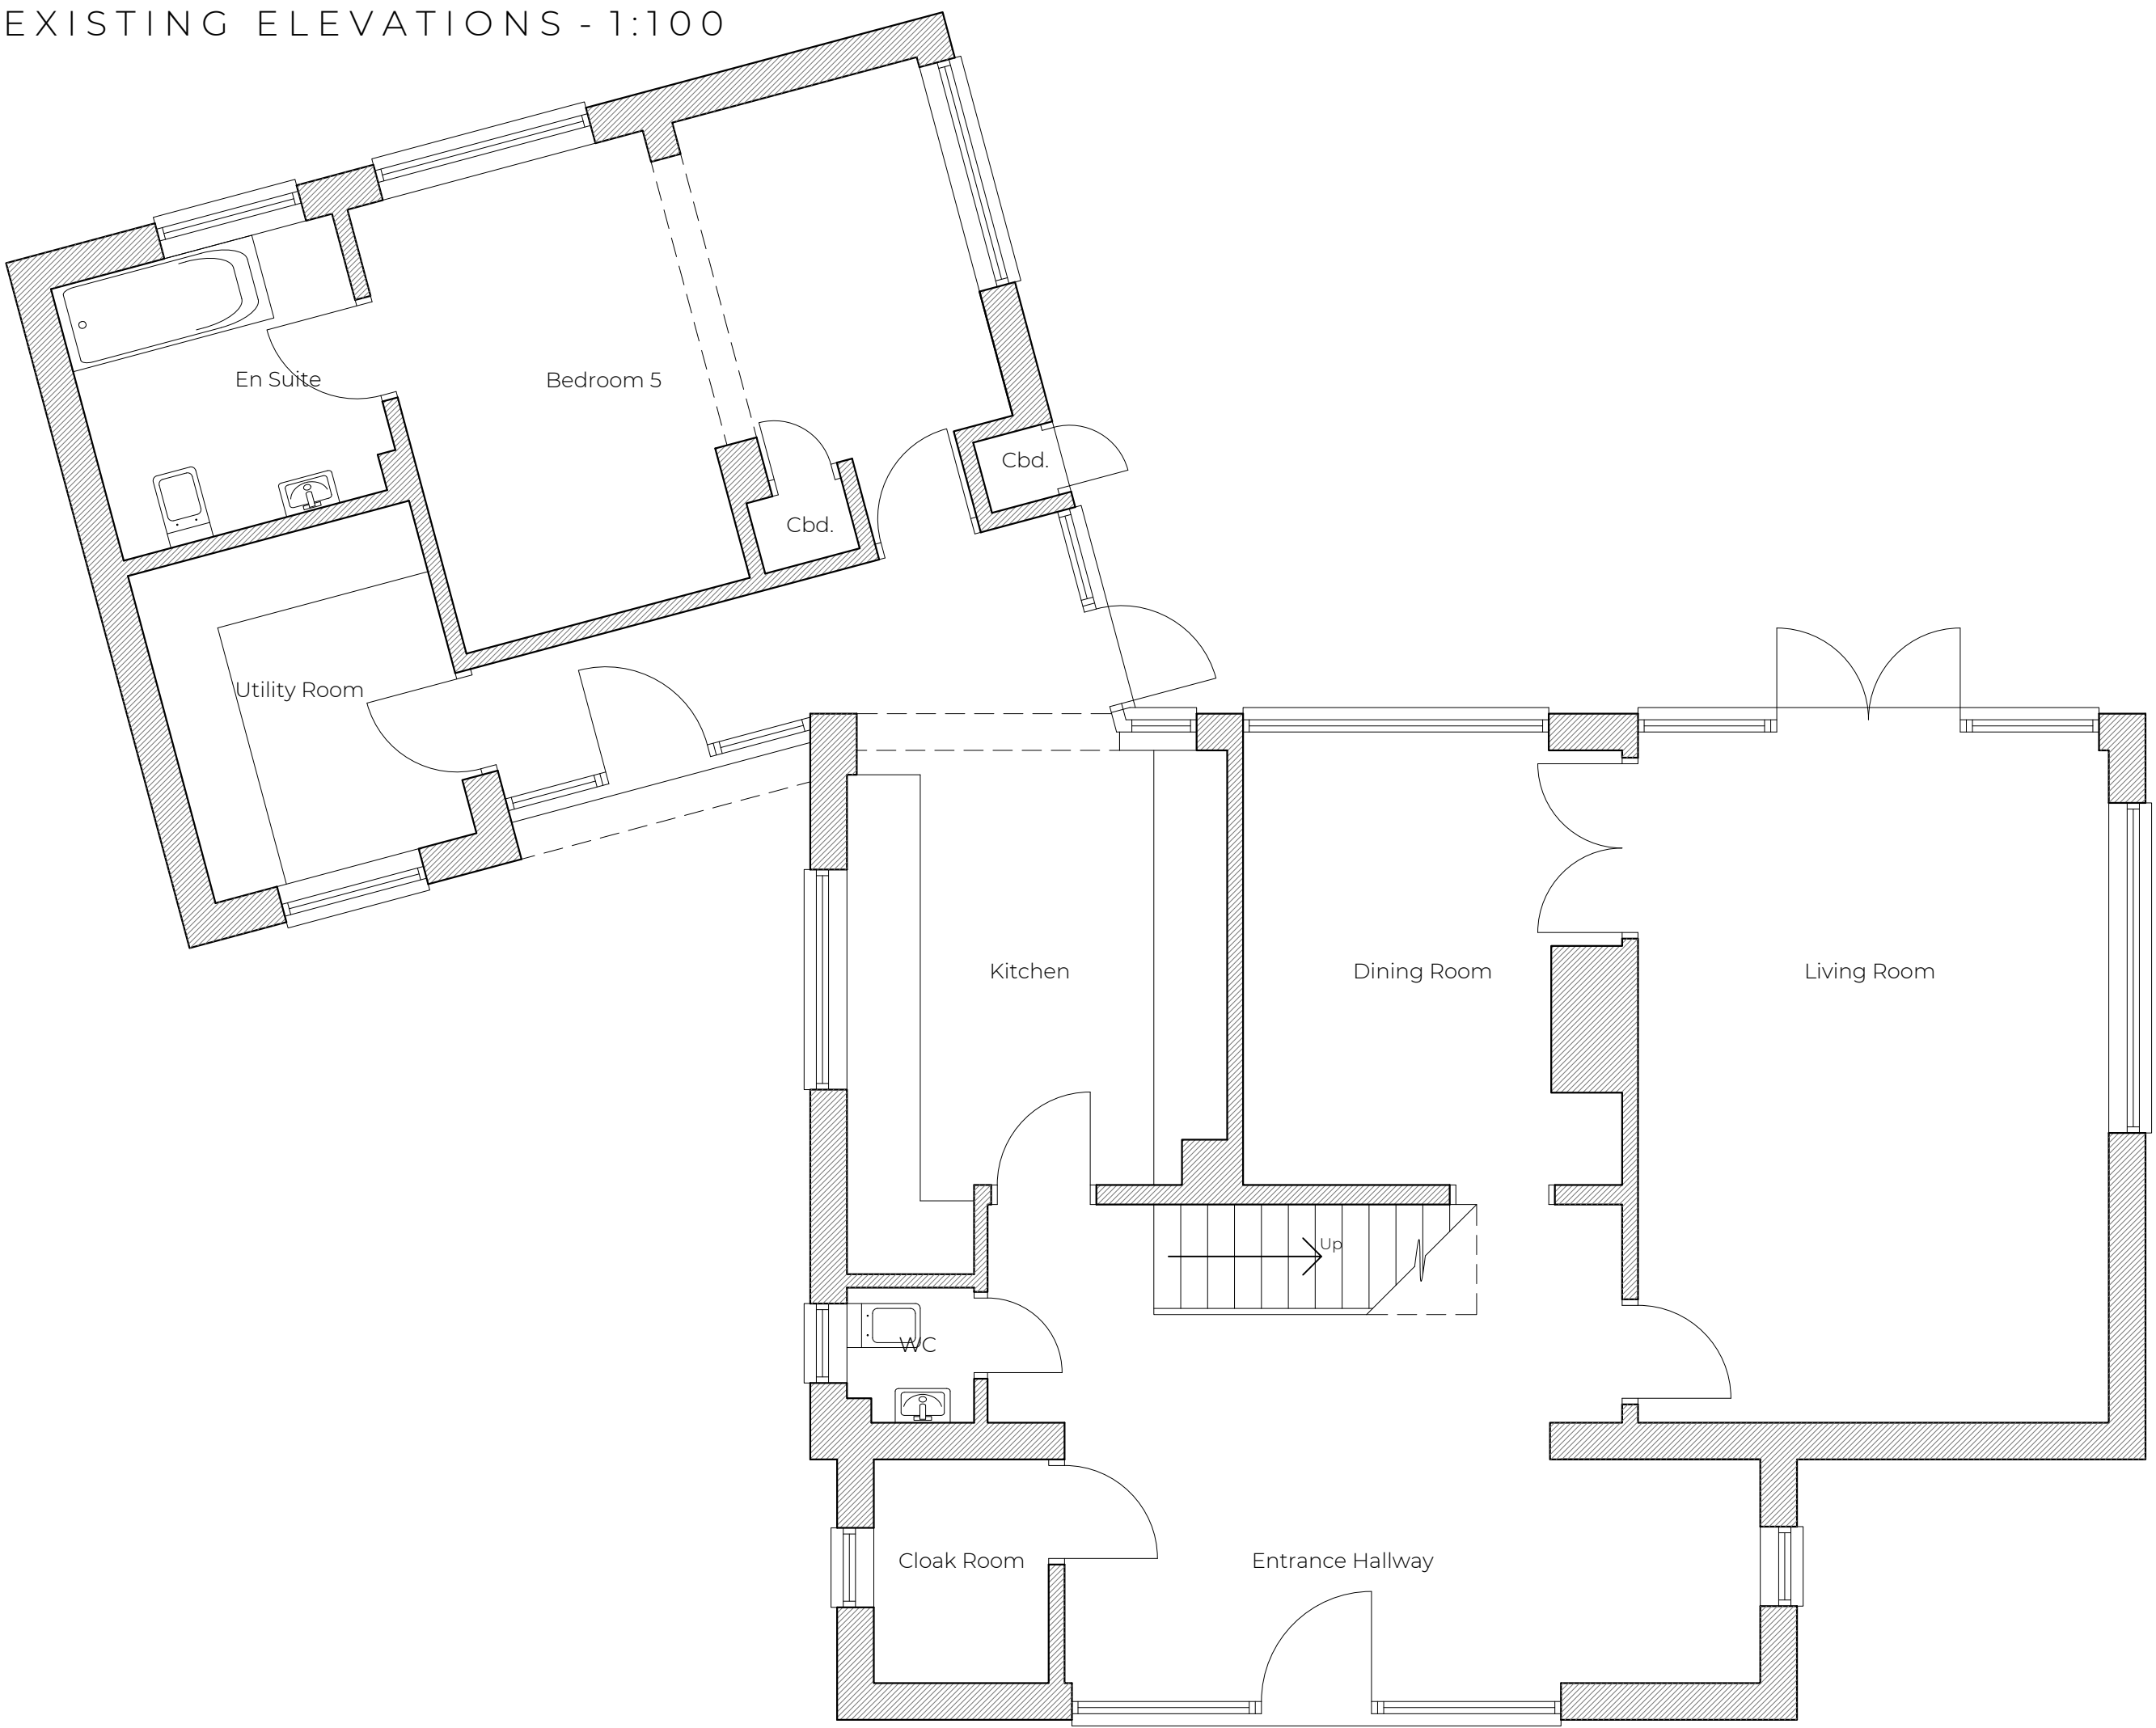 EXISTING ELEVATIONS - 1:100
En Suite
Bedroom 5
Cbd.
Cbd.
Utility Room
Kitchen
Dining Room
Living Room
Up
WC
Cloak Room
Entrance Hallway